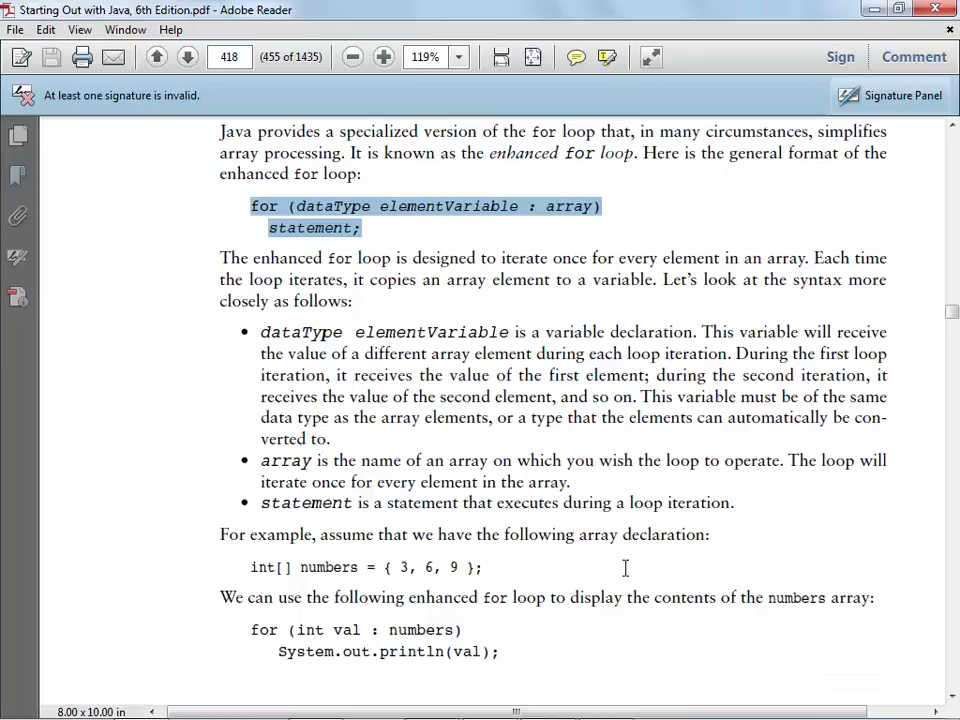 Starting Out with Java, 6th Edition.pdf - Adobe Reader
File Edit View Window Help
418 (455 of 1435) 119% Sign Comment
At least one signature is invalid. Signature Panel
Java provides a specialized version of the for loop that, in many circumstances, simplifies
array processing. It is known as the enhanced for loop. Here is the general format of the
enhanced for loop:
for (dataType elementVariable : array)
statement;
The enhanced for loop is designed to iterate once for every element in an array. Each time
the loop iterates, it copies an array element to a variable. Let's look at the syntax more
closely as follows:
• dataType elementVariable is a variable declaration. This variable will receive
the value of a different array element during each loop iteration. During the first loop
iteration, it receives the value of the first element; during the second iteration, it
receives the value of the second element, and so on. This variable must be of the same
data type as the array elements, or a type that the elements can automatically be con-
verted to.
• array is the name of an array on which you wish the loop to operate. The loop will
iterate once for every element in the array.
• statement is a statement that executes during a loop iteration.
For example, assume that we have the following array declaration:
int[] numbers = { 3, 6, 9 };
We can use the following enhanced for loop to display the contents of the numbers array:
for (int val : numbers)
System.out.println(val);
8.00 x 10.00 in